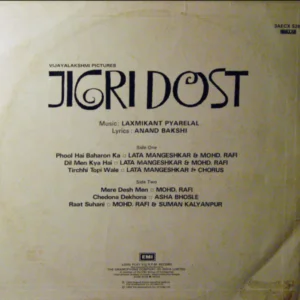 VIJAYALAKSHMI PICTURES
JIGRI DOST
Music: LAXMIKANT PYARELAL
Lyrics: ANAND BAKSHI
Side One
Phool Hai Baharon Ka :: LATA MANGESHKAR & MOHD. RAFI
Dil Men Kya Hai :: LATA MANGESHKAR & MOHD. RAFI
Tirchhi Topi Wale :: LATA MANGESHKAR & CHORUS
Side Two
Mere Desh Men :: MOHD. RAFI
Chedona Dekhona :: ASHA BHOSLE
Raat Suhani :: MOHD. RAFI & SUMAN KALYANPUR
EMI